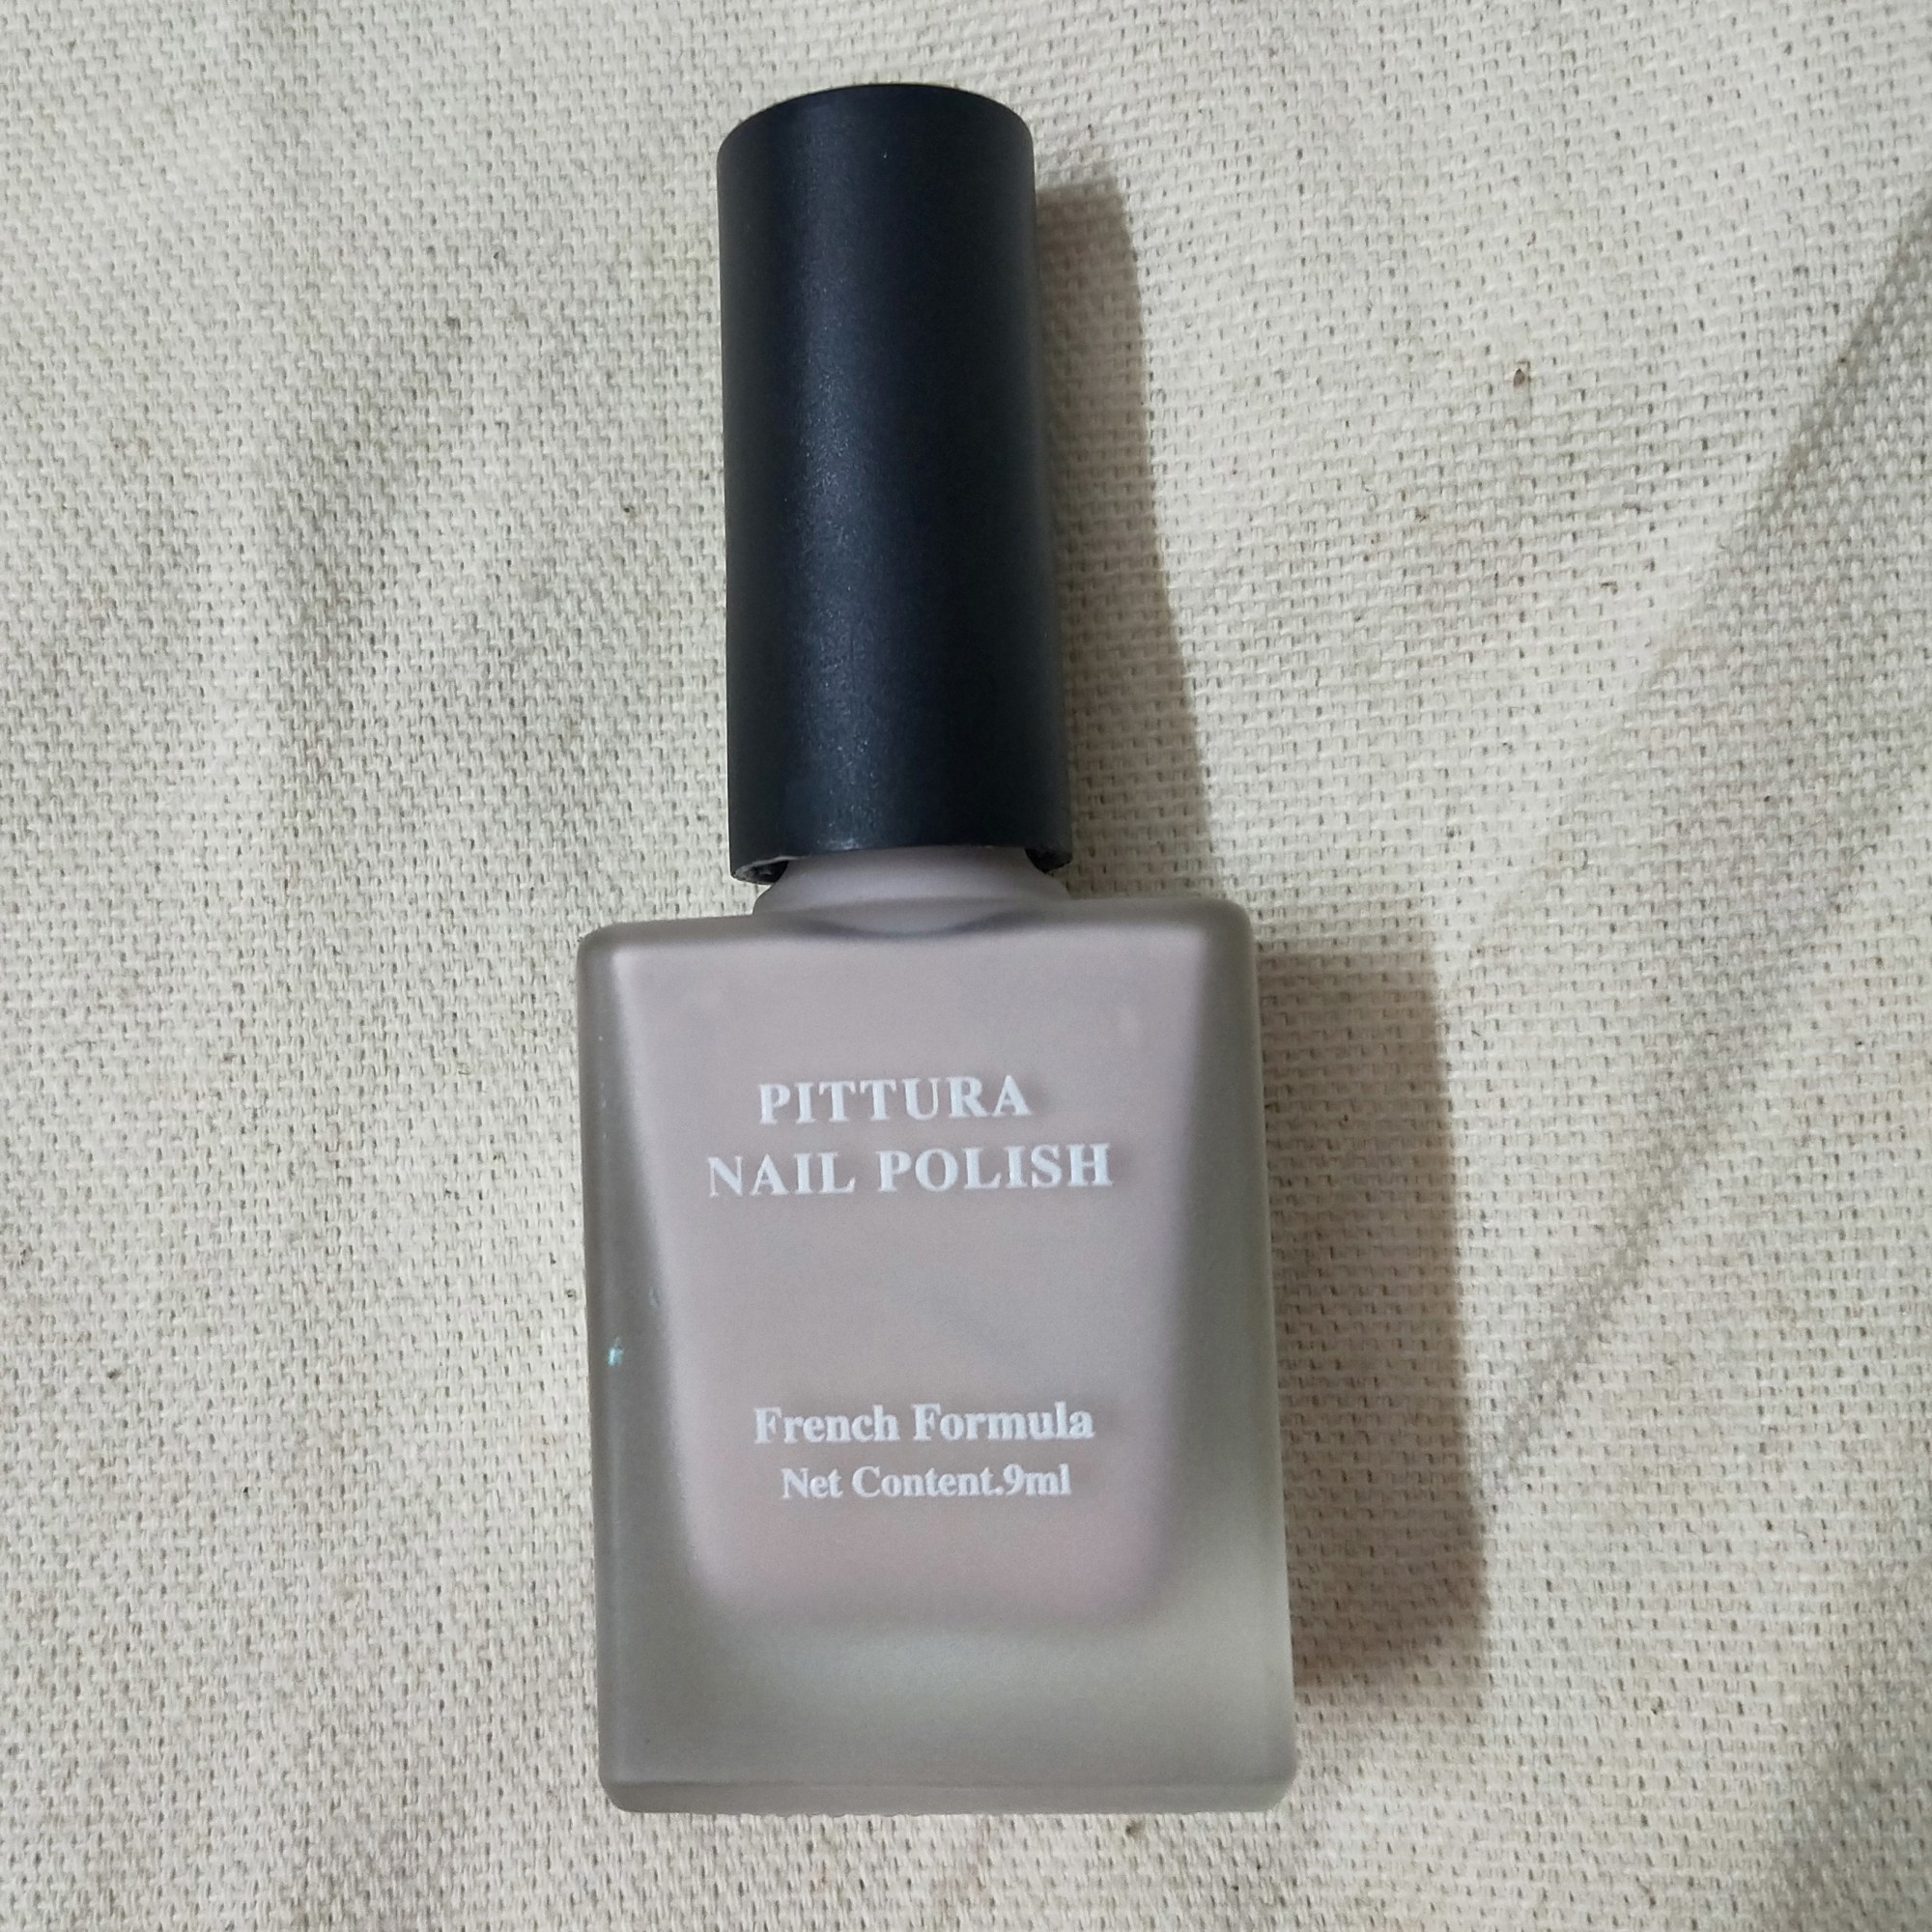 PITTURA
NAIL POLISH
French Formula
Net Content.9ml